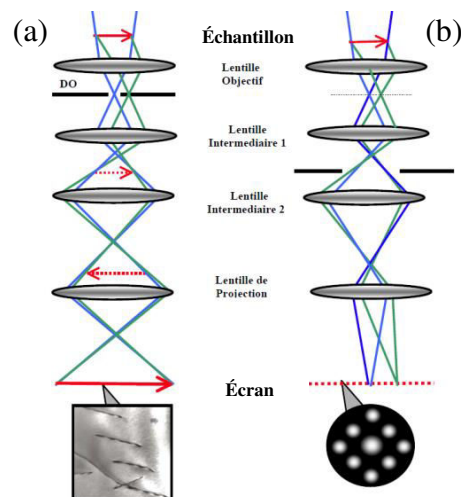 (a)
Échantillon
(b)
Lentille
Objectif
DO
Lentille
Intermediaire 1
Lentille
Intermediaire 2
Lentille de
Projection
Écran